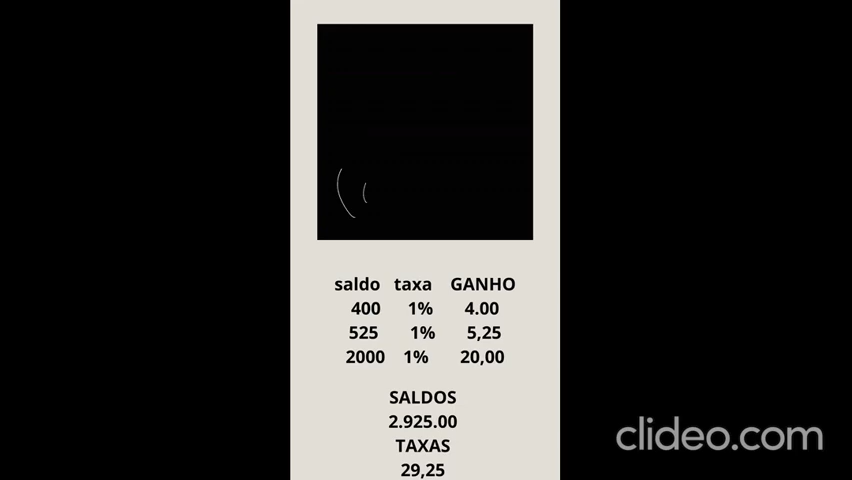 saldo taxa GANHO
400 1% 4.00
525 1% 5,25
2000 1% 20,00
SALDOS
2.925.00
TAXAS
29,25
clideo.com